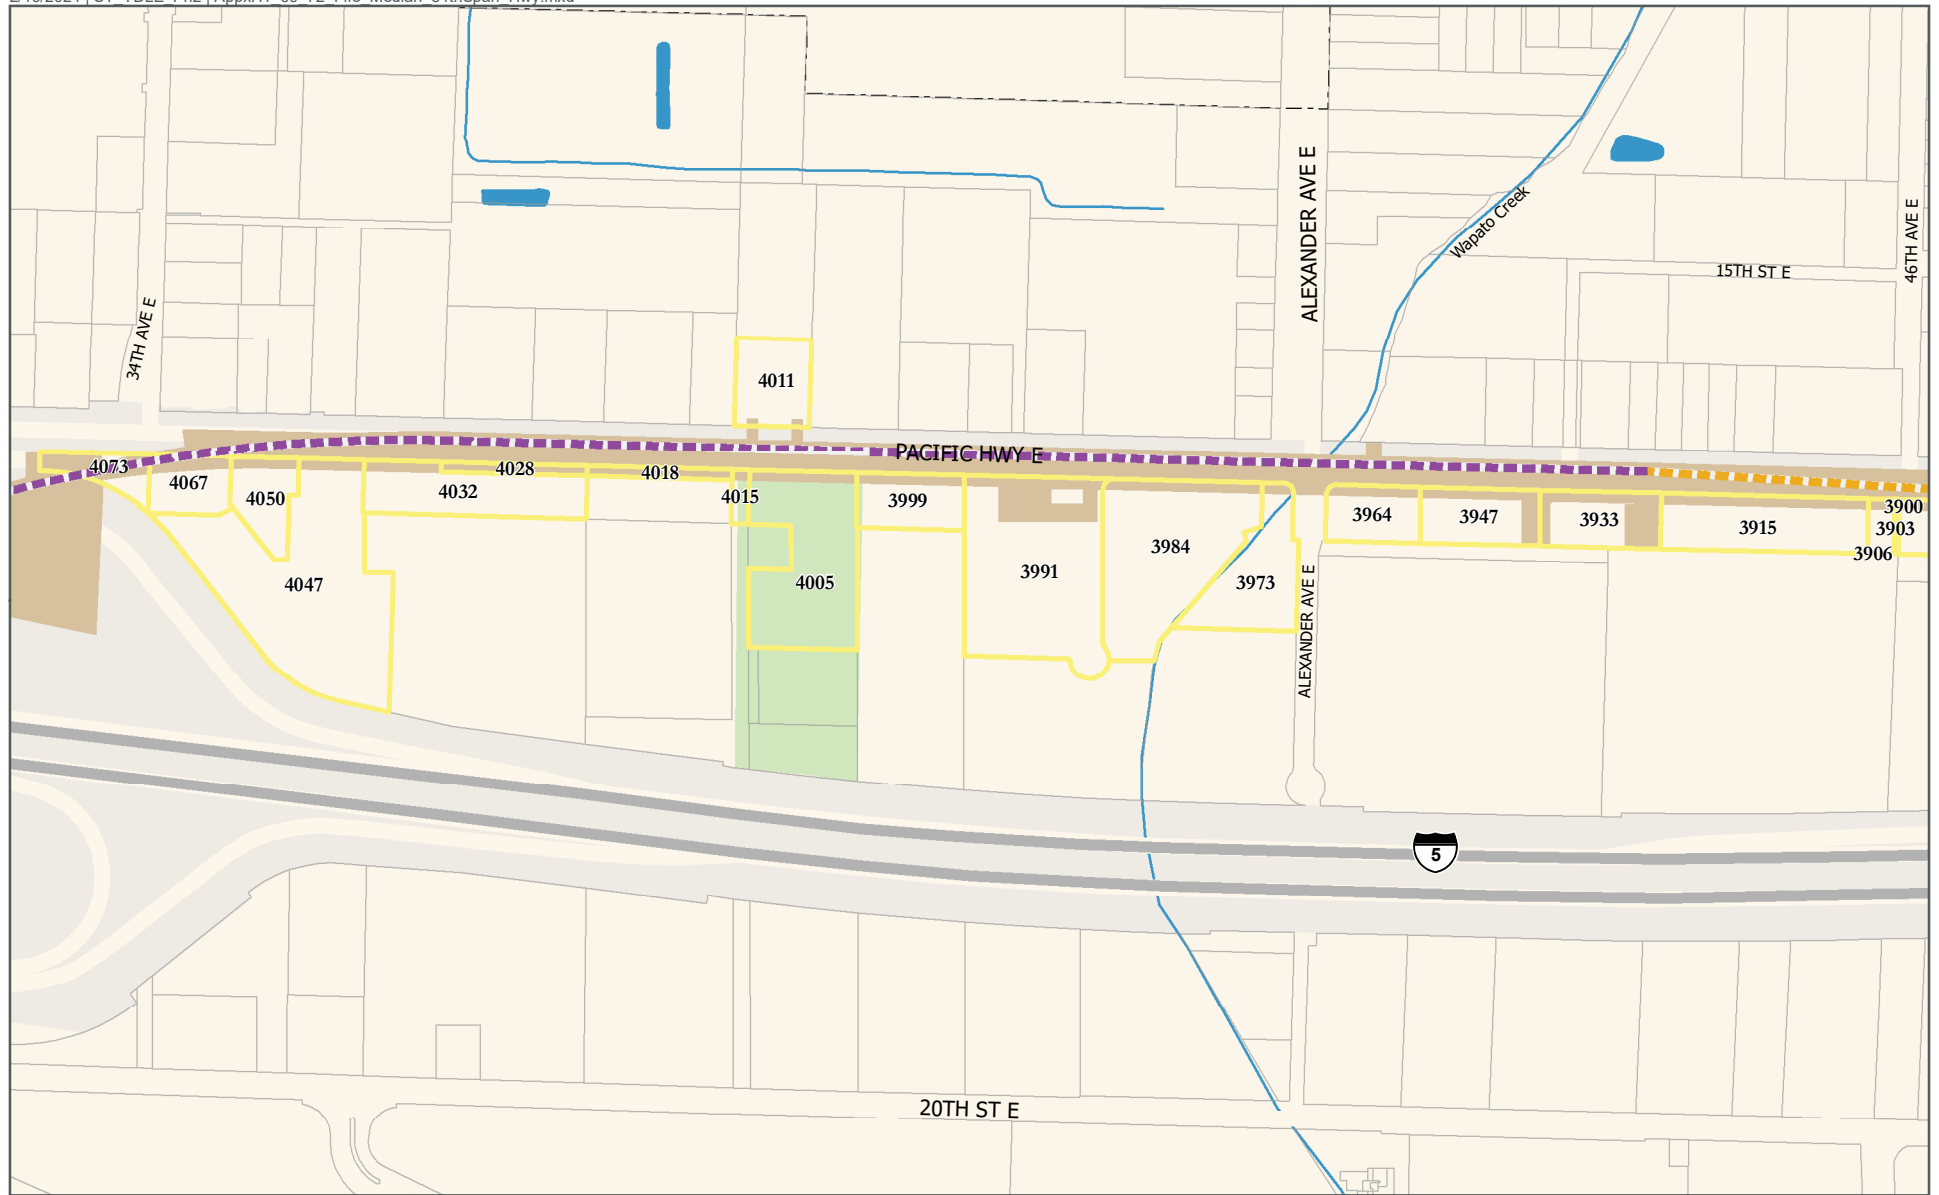 ALEXANDER AVE E
Wapato Creek
46TH AVE E
15TH ST E
34TH AVE E
4011
PACIFIC HWY E
4073
4067
4050
4028
4032
4018
4015
3999
3964
3947
3933
3915
3900
3903
3906
4047
4005
3991
3984
3973
ALEXANDER AVE E
5
20TH ST E